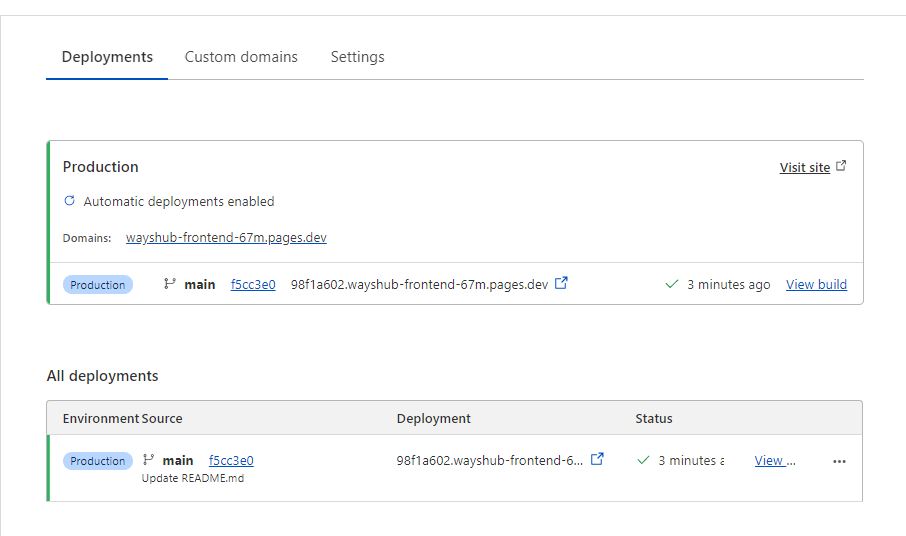 Deployments Custom domains Settings
Production Visit site
Automatic deployments enabled
Domains: wayshub-frontend-67m.pages.dev
Production main f5cc3e0 98f1a602.wayshub-frontend-67m.pages.dev 3 minutes ago View build
All deployments
Environment Source Deployment Status
Production main f5cc3e0 98f1a602.wayshub-frontend-6... 3 minutes a View ...
Update README.md